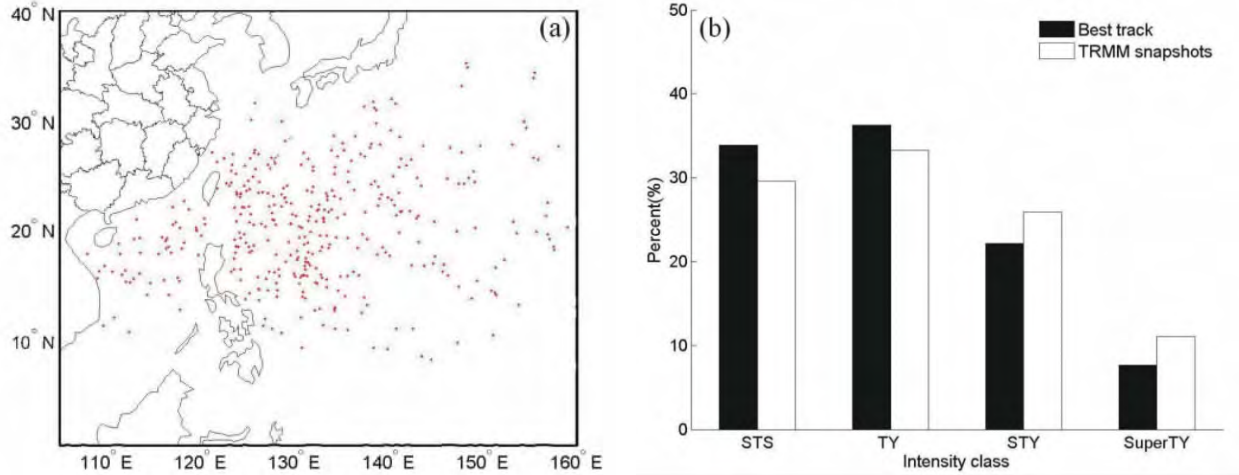 (a)
40° N
30° N
20° N
10° N
110° E 120° E 130° E 140° E 150° E 160° E
(b)
Best track
TRMM snapshots
Percent(%)
50
40
30
20
10
0
STS TY STY SuperTY
Intensity class